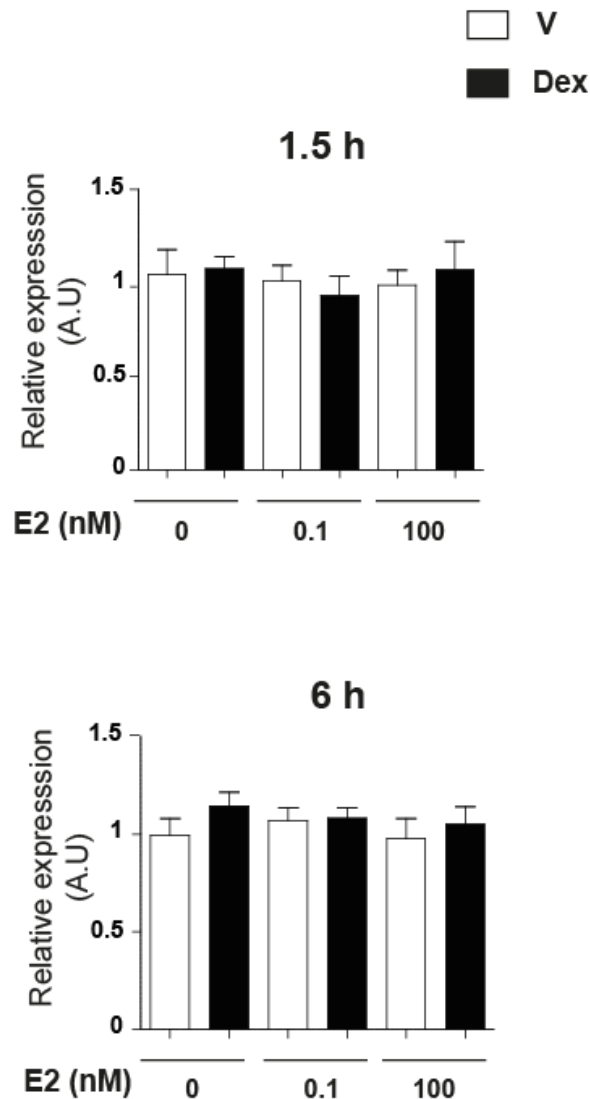 V
Dex
1.5 h
Relative expresssion
(A.U)
1.5
1
0.5
0
E2 (nM)
0
0.1
100
6 h
Relative expresssion
(A.U)
1.5
1
0.5
0
E2 (nM)
0
0.1
100